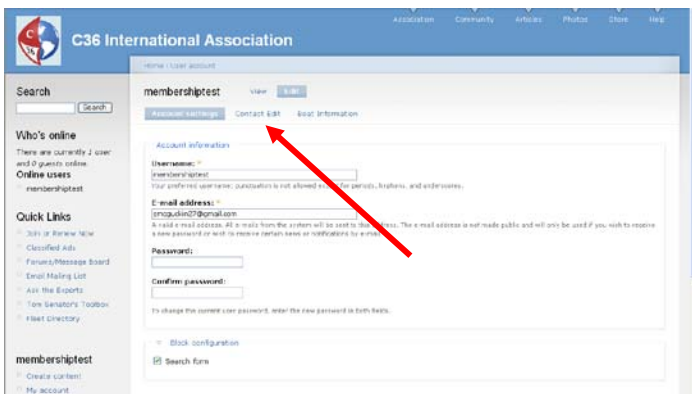 Association Community Articles Photos Store Help
C36 International Association
Home › User account
Search
Search
Who's online
There are currently 1 user
and 0 guests online.
Online users
membershiptest
Quick Links
Join or Renew Now
Classified Ads
Forums/Message Board
Email Mailing List
Ask the Experts
Tom Senator's Toolbox
Fleet Directory
membershiptest
Create content
My account
membershiptest View Edit
Account settings Contact Edit Boat Information
Account information
Username: *
membershiptest
Your preferred username; punctuation is not allowed except for periods, hyphens, and underscores.
E-mail address: *
A valid e-mail address. All e-mails from the system will be sent to this address. The e-mail address is not made public and will only be used if you wish to receive
a new password or wish to receive certain news or notifications by e-mail.
Password:
Confirm password:
To change the current user password, enter the new password in both fields.
Block configuration
Search form